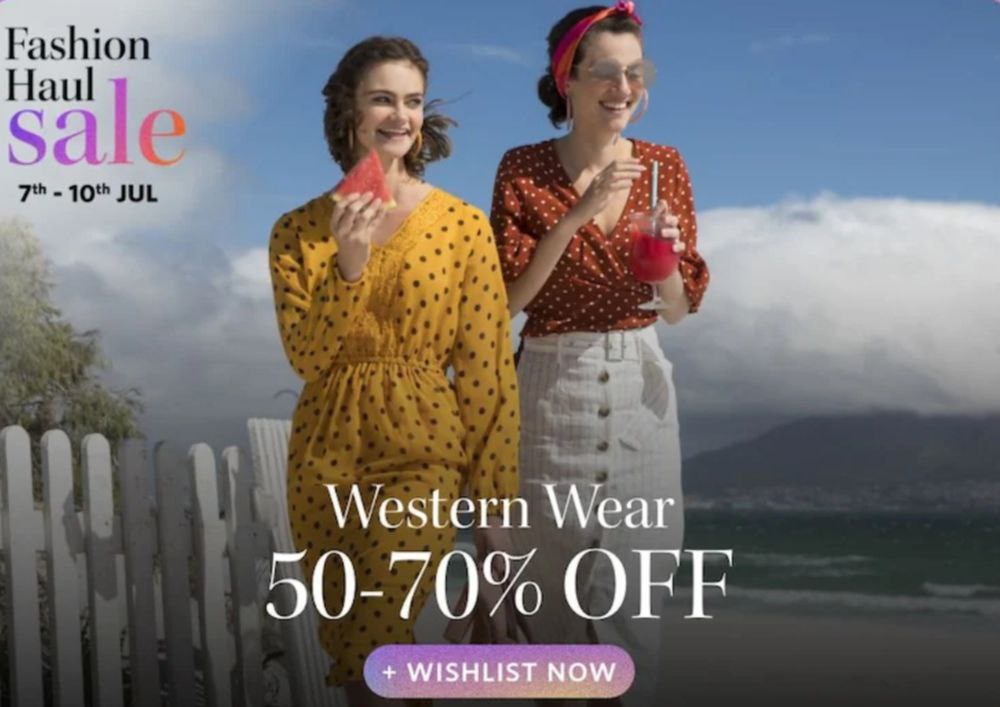 Fashion
Haul
sale
7th - 10th JUL
Western Wear
50-70% OFF
+ WISHLIST NOW